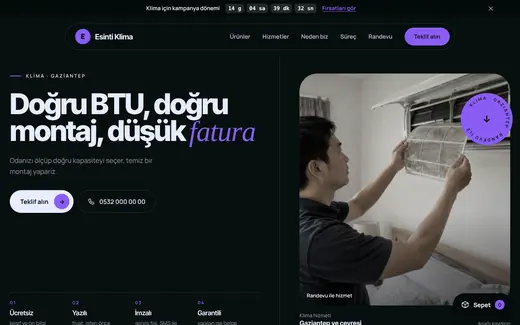 Klima için kampanya dönemi 14 g 04 sa 39 dk 32 sn Fırsatları gör
E Esinti Klima
Ürünler Hizmetler Neden biz Süreç Randevu Teklif alın
KLİMA · GAZİANTEP
Doğru BTU, doğru
montaj, düşük fatura
Odanızı ölçüp doğru kapasiteyi seçer, temiz bir
montaj yaparız.
Teklif alın
0532 000 00 00
KLİMA · GAZİANTEP
RANDEVU İLE
Randevu ile hizmet
01 02 03 04
Ücretsiz Yazılı İmzalı Garantili
Klima hizmeti
Gaziantep ve çevresi
Sepet 0